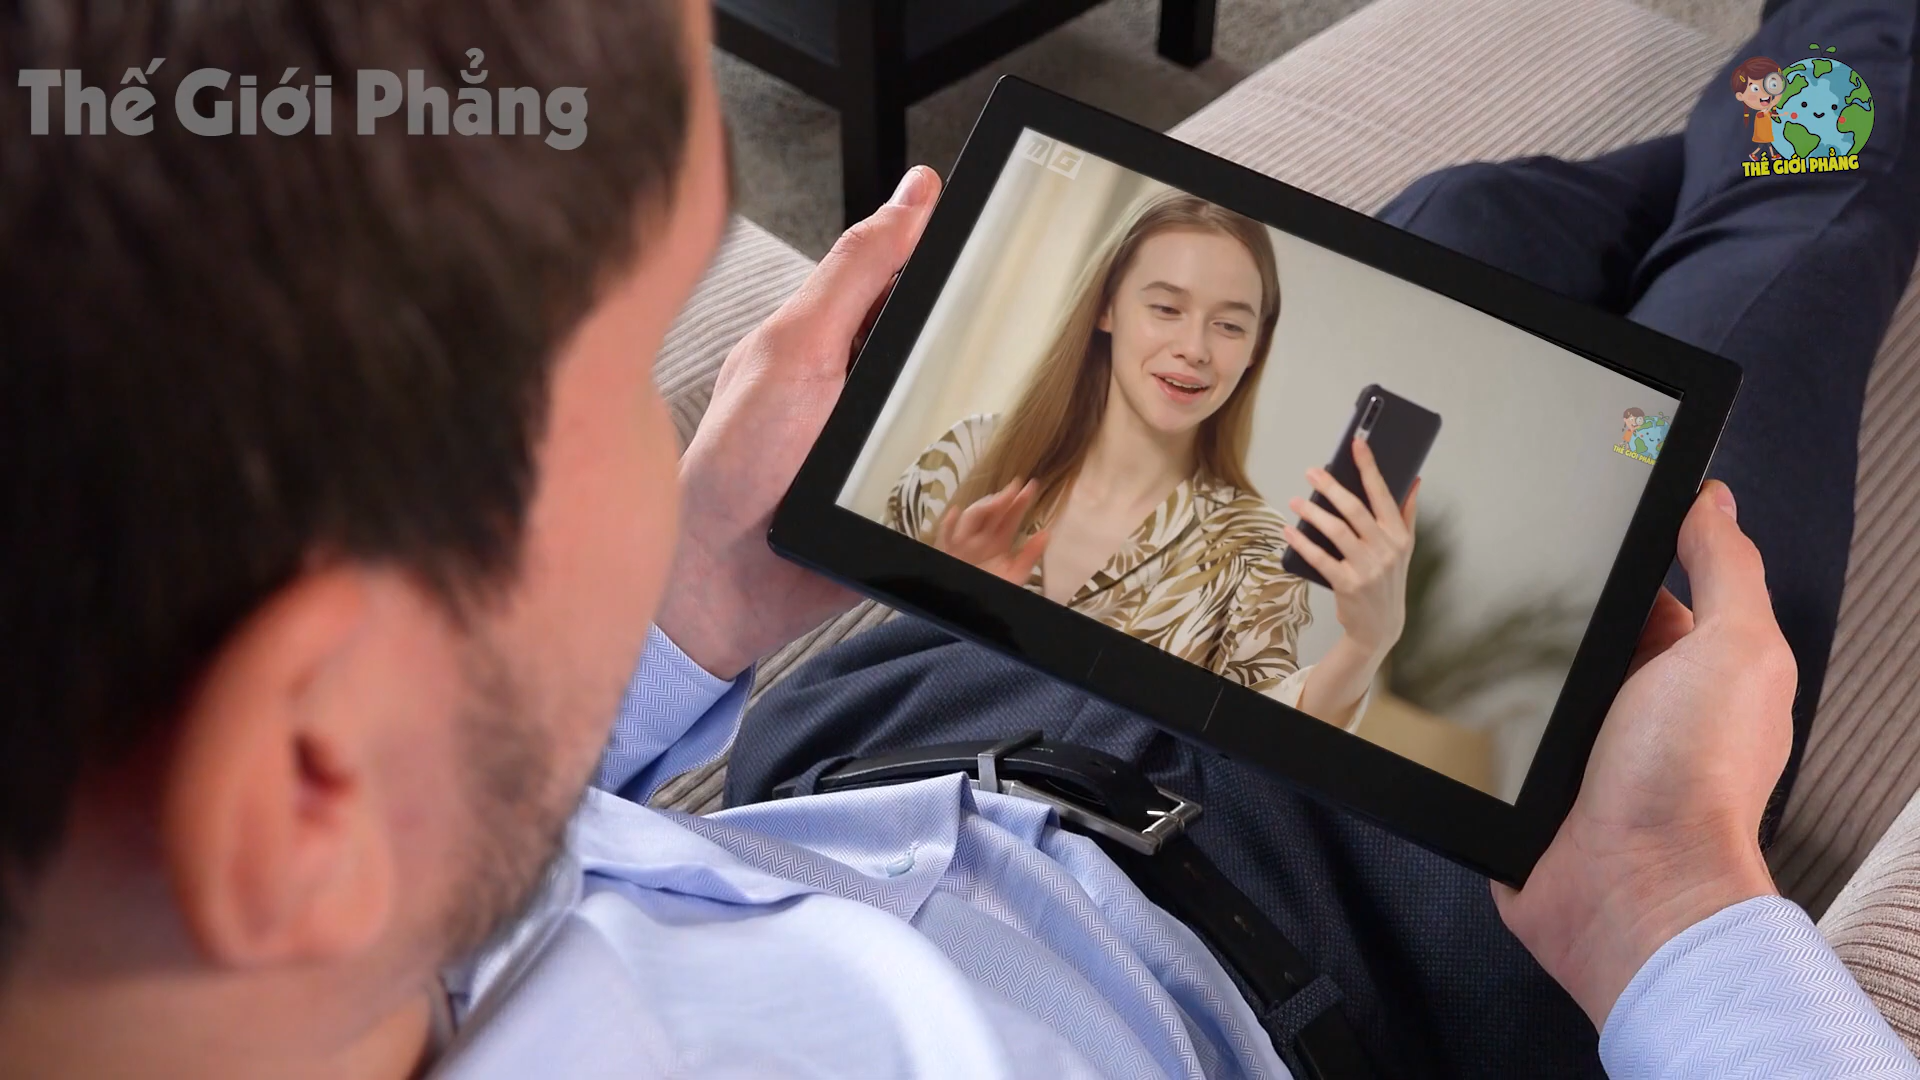 Thế Giới Phẳng
THẾ GIỚI PHẲNG